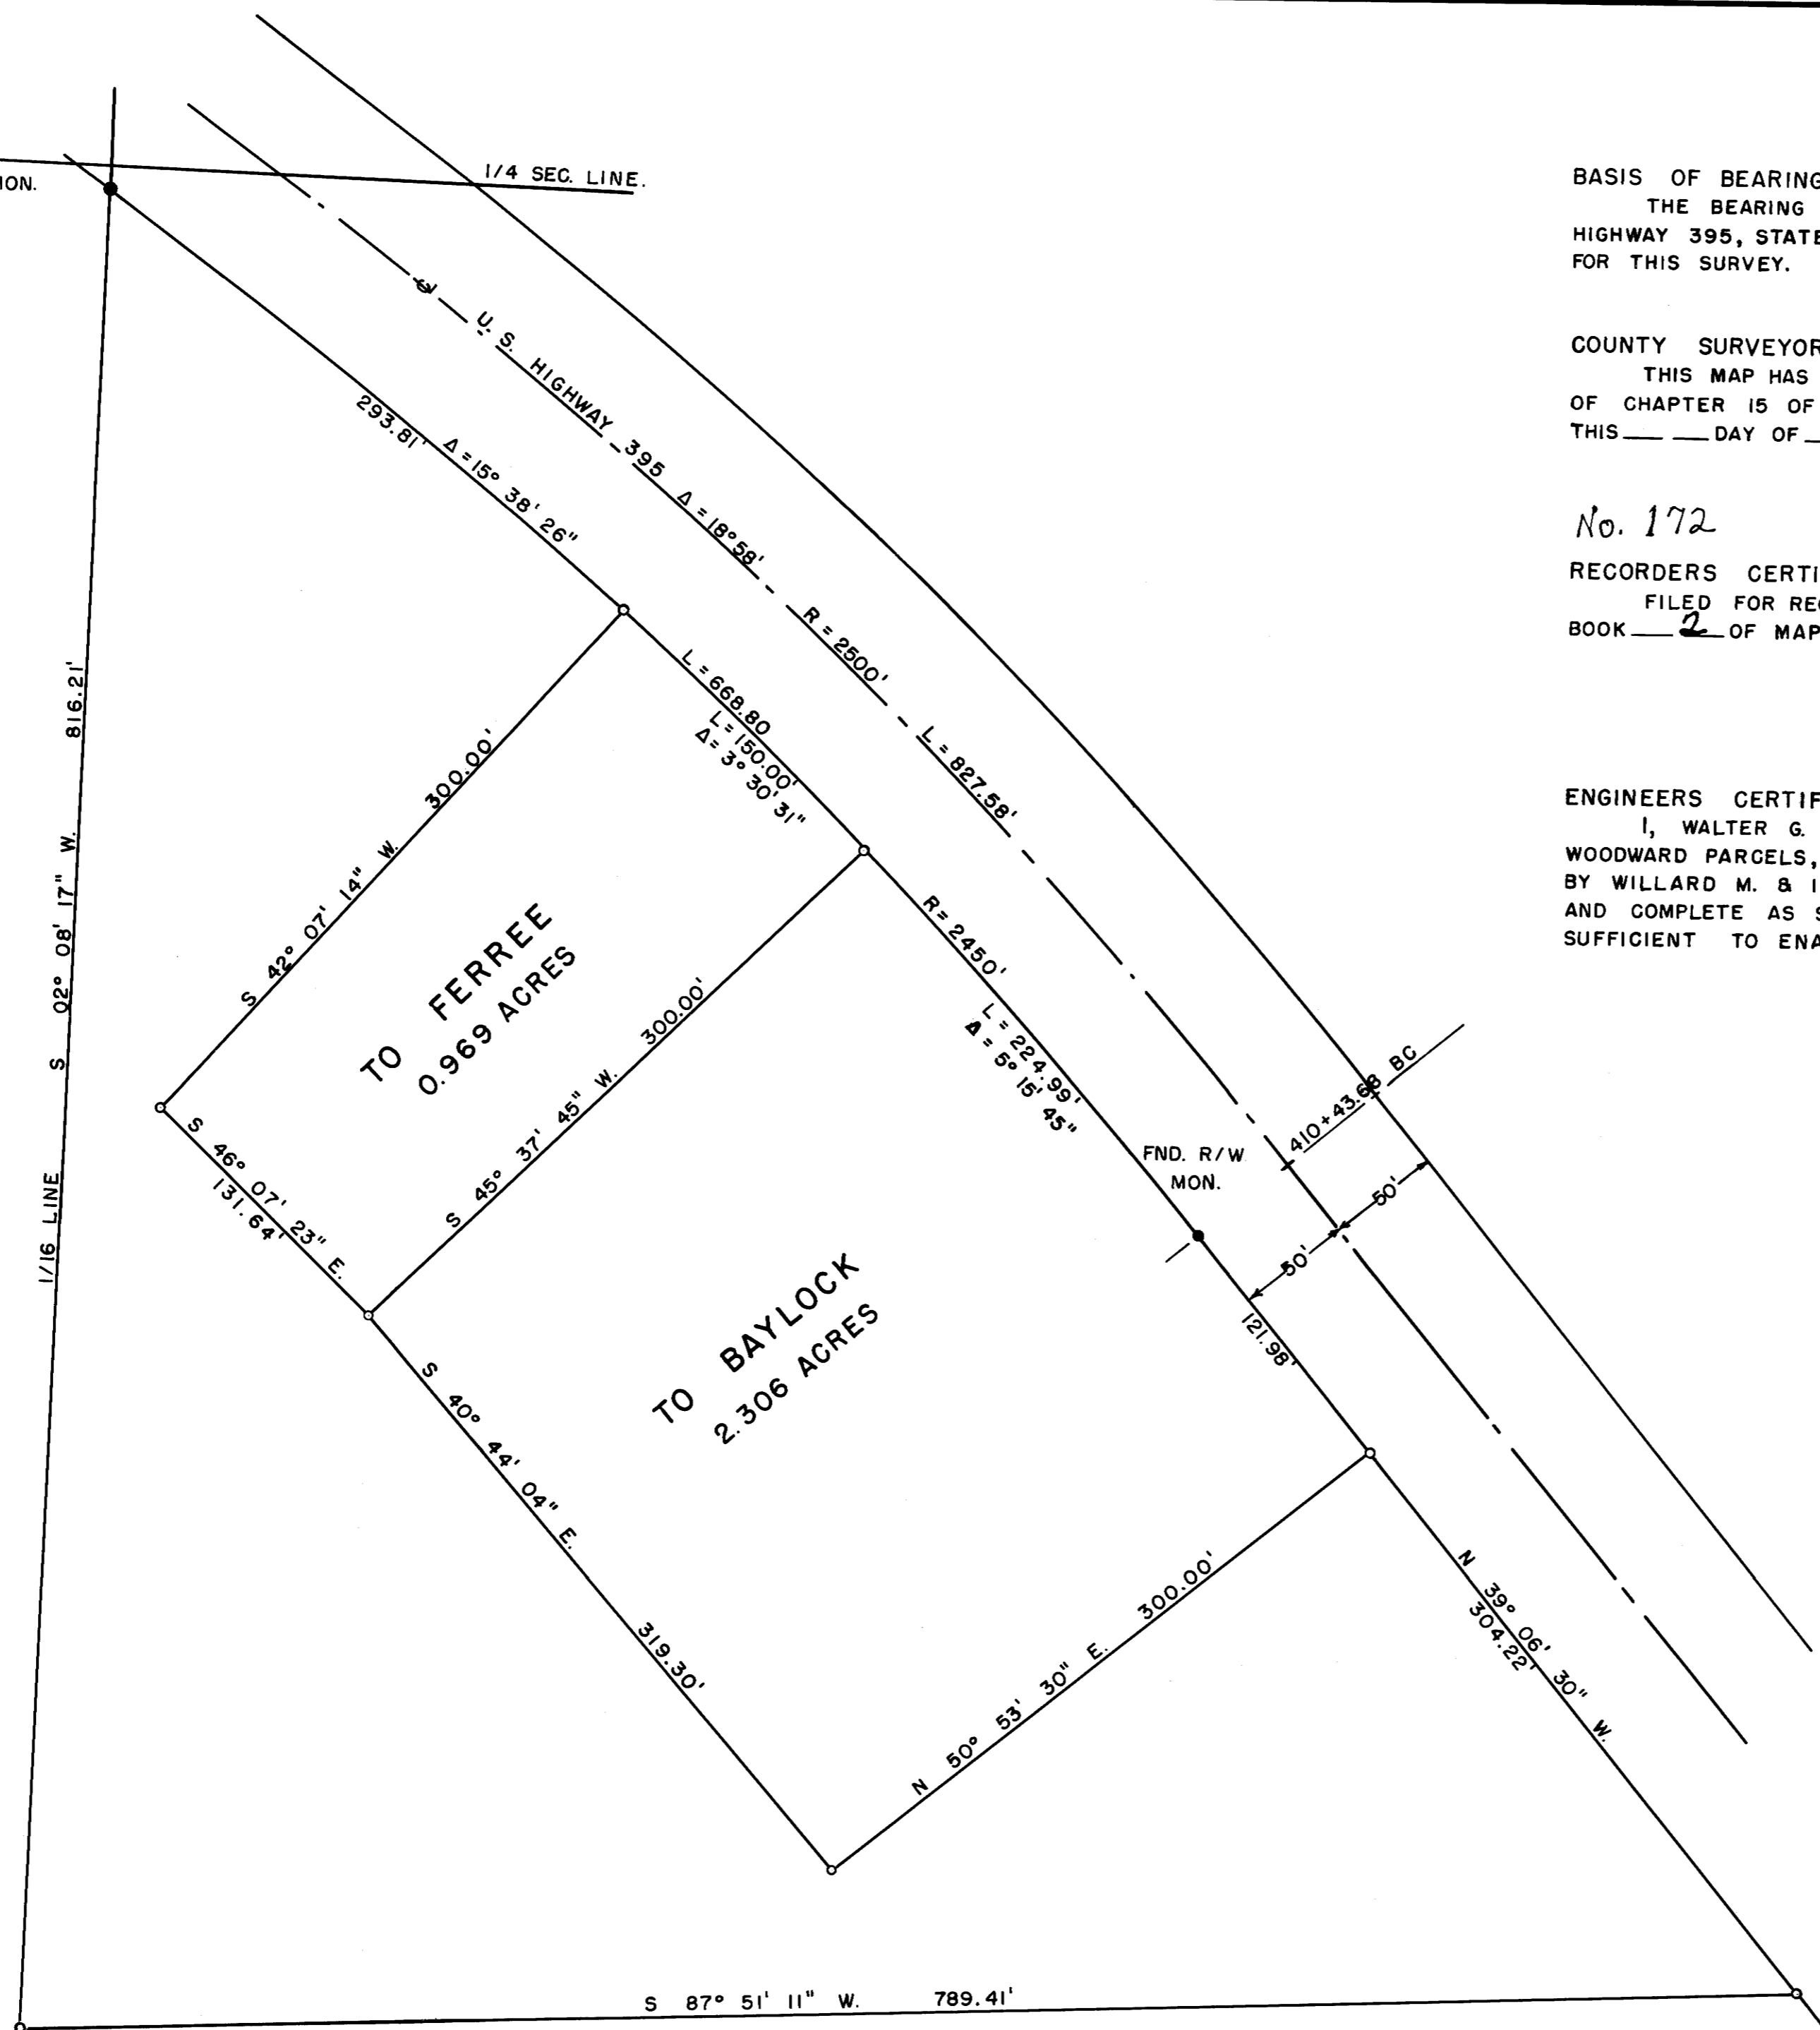 ION.
1/4 SEC. LINE.
BASIS OF BEARING
THE BEARING
HIGHWAY 395, STATE
FOR THIS SURVEY.
COUNTY SURVEYOR
THIS MAP HAS
OF CHAPTER 15 OF
THIS DAY OF
No. 172
RECORDERS CERTI
FILED FOR REC
BOOK 2 OF MAP
ENGINEERS CERTIF
I, WALTER G.
WOODWARD PARCELS,
BY WILLARD M. & I
AND COMPLETE AS S
SUFFICIENT TO ENA
U. S. HIGHWAY 395 Δ = 18° 58' R = 2500' L = 827.58'
293.81' Δ = 15° 38' 26"
L = 668.80
L = 150.00'
Δ = 3° 30' 31"
R = 2450'
L = 224.99'
Δ = 5° 15' 45"
1/16 LINE S 02° 08' 17" W. 816.21'
S 42° 07' 14" W. 300.00'
TO FERREE
0.969 ACRES
S 45° 37' 45" W. 300.00'
S 46° 07' 23" E.
131.64'
410+43.68 BC
FND. R/W
MON.
50'
50'
121.98'
TO BAYLOCK
2.306 ACRES
S 40° 44' 04" E. 319.30'
N 50° 53' 30" E. 300.00'
N 39° 06' 30" W.
304.22'
S 87° 51' 11" W. 789.41'